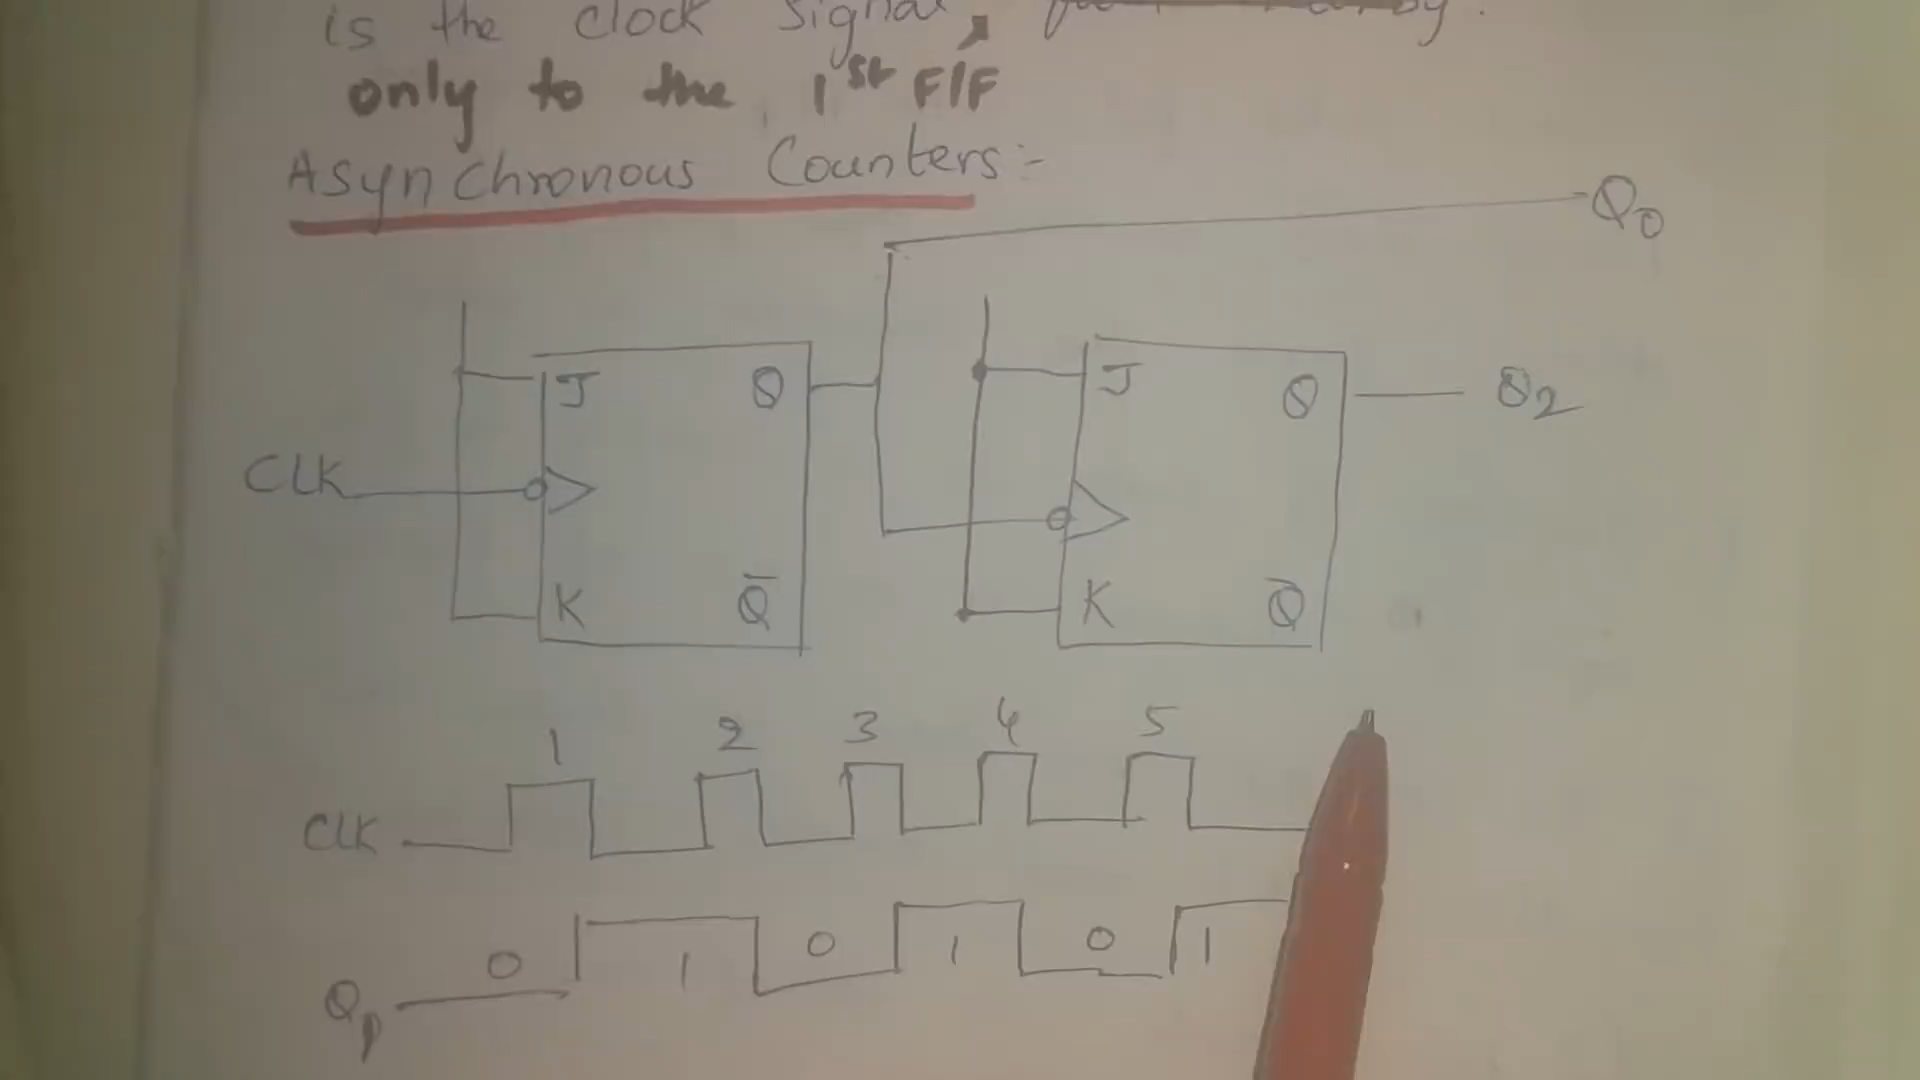 is the clock signal
only to the 1st F/F
Asynchronous Counters:-
Q0
J Q J Q Q2
CLK
K Q̅ K Q̅
1 2 3 4 5
CLK
0 1 0 1 0 1
Qp